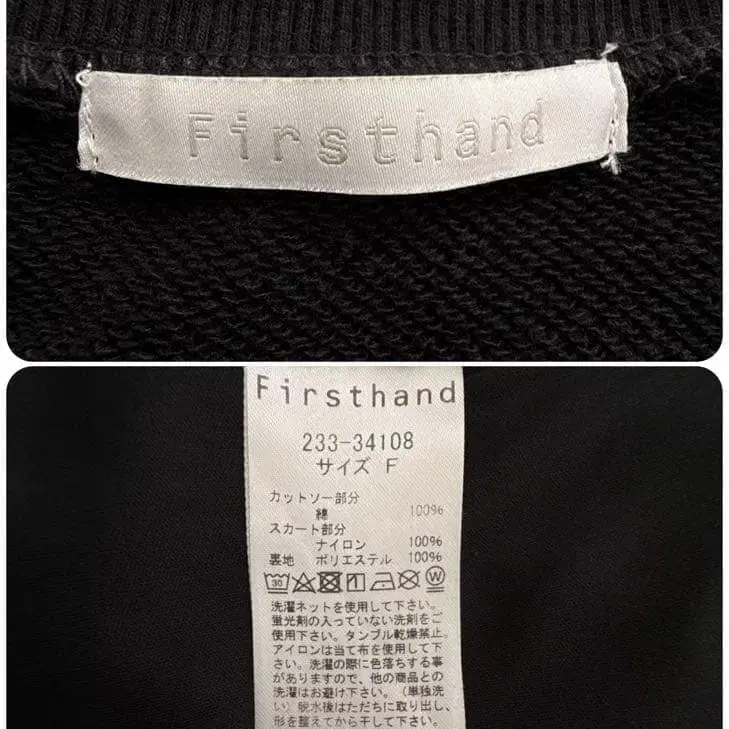 Firsthand
Firsthand
233-34108
サイズ F
カットソー部分
綿 100%
スカート部分
ナイロン 100%
裏地 ポリエステル 100%
30 W
洗濯ネットを使用して下さい。
蛍光剤の入っていない洗剤をご
使用下さい。タンブル乾燥禁止。
アイロンは当て布を使用して下
さい。洗濯の際に色落ちする事
がありますので、他の商品との
洗濯はお避け下さい。（単独洗
い）脱水後はただちに取り出し、
形を整えてから干して下さい。